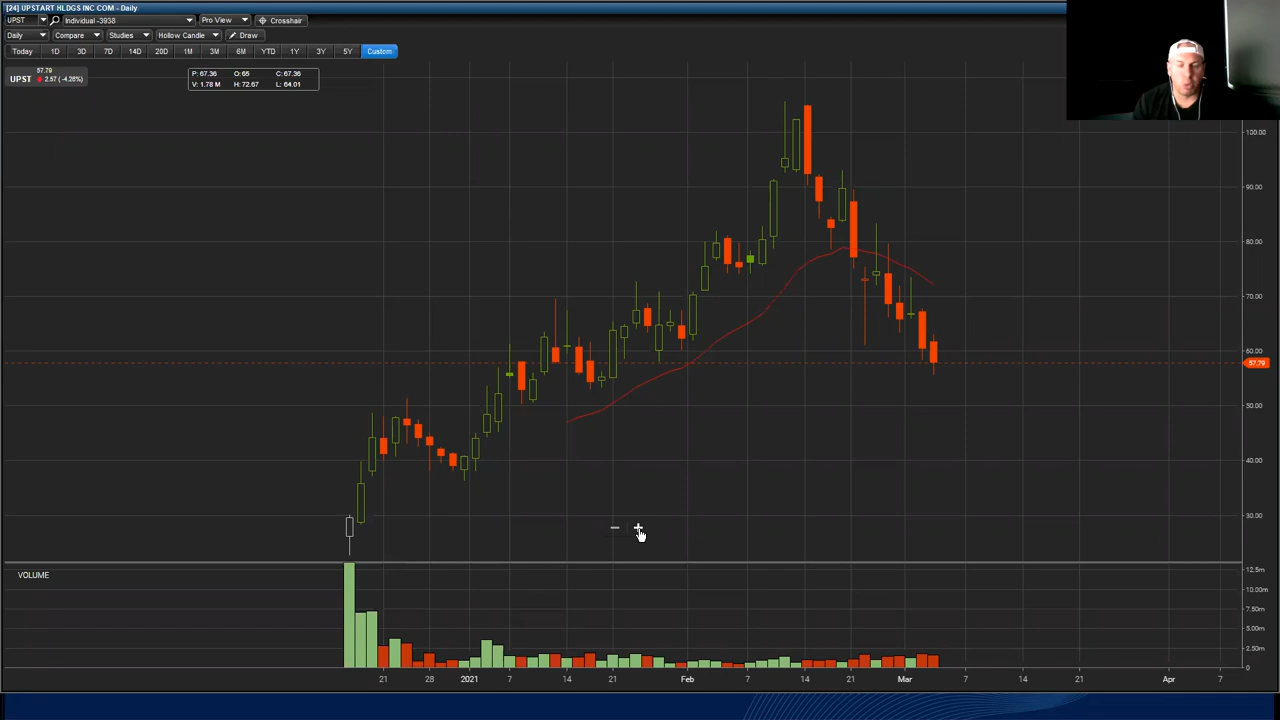 [24] UPSTART HLDGS INC COM - Daily
UPST Individual -3938 Pro View Crosshair
Daily Compare Studies Hollow Candle Draw
Today 1D 3D 7D 14D 20D 1M 3M 6M YTD 1Y 3Y 5Y Custom
57.79
UPST 2.57 (-4.26%)
P: 67.36 O: 65 C: 67.36
V: 1.78 M H: 72.67 L: 64.01
100.00
90.00
80.00
70.00
60.00
57.79
50.00
40.00
30.00
VOLUME
12.5m
10.00m
7.50m
5.00m
2.50m
0
21 28 2021 7 14 21 Feb 7 14 21 Mar 7 14 21 Apr 7